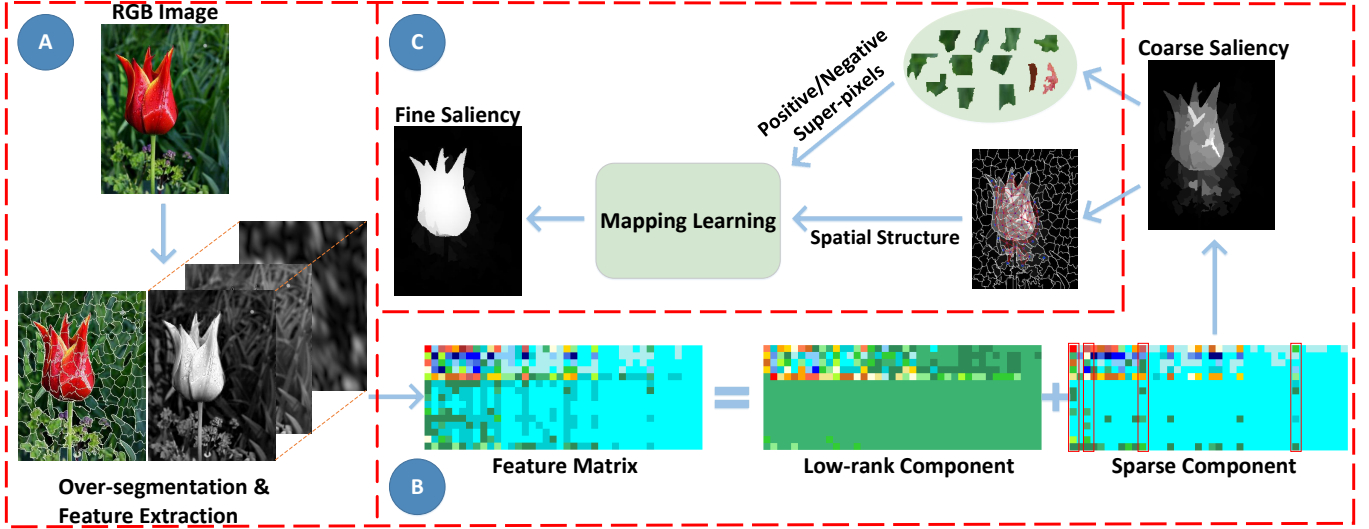 A
RGB Image
Over-segmentation &
Feature Extraction
B
Feature Matrix
=
Low-rank Component
+
Sparse Component
Coarse Saliency
C
Positive/Negative
Super-pixels
Spatial Structure
Mapping Learning
Fine Saliency